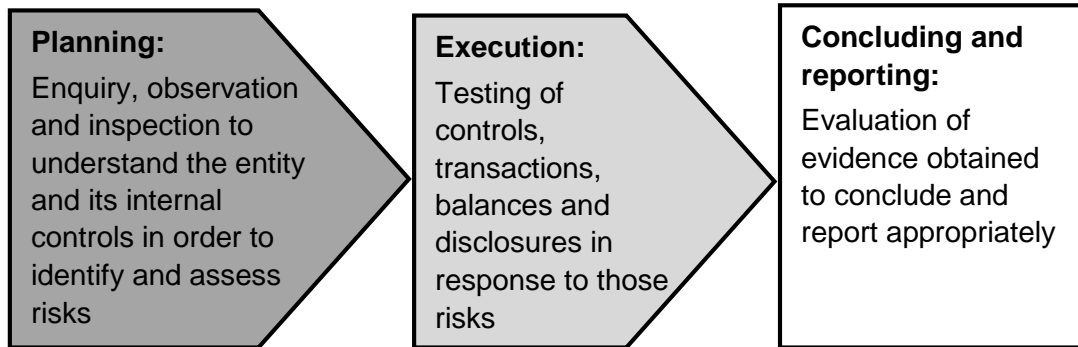 Planning:
Enquiry, observation
and inspection to
understand the entity
and its internal
controls in order to
identify and assess
risks
Execution:
Testing of
controls,
transactions,
balances and
disclosures in
response to those
risks
Concluding and
reporting:
Evaluation of
evidence obtained
to conclude and
report appropriately